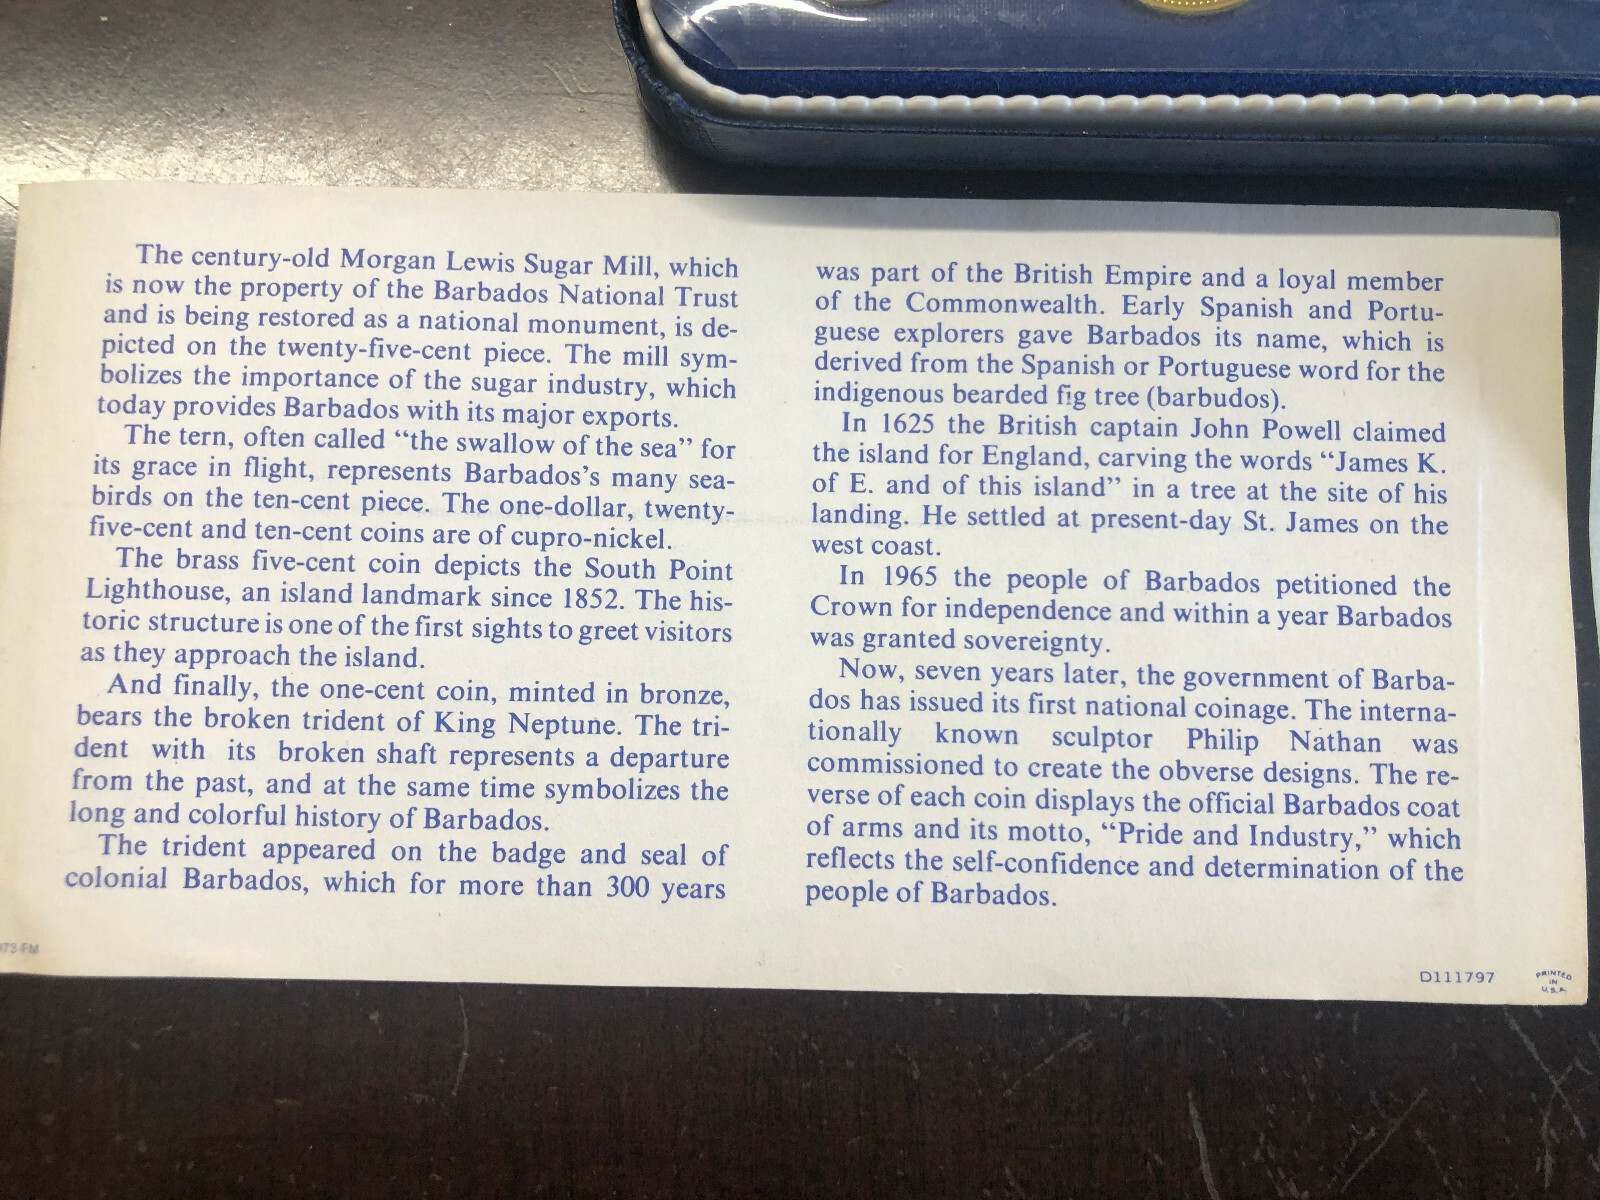 The century-old Morgan Lewis Sugar Mill, which
is now the property of the Barbados National Trust
and is being restored as a national monument, is de-
picted on the twenty-five-cent piece. The mill sym-
bolizes the importance of the sugar industry, which
today provides Barbados with its major exports.
The tern, often called “the swallow of the sea” for
its grace in flight, represents Barbados’s many sea-
birds on the ten-cent piece. The one-dollar, twenty-
five-cent and ten-cent coins are of cupro-nickel.
The brass five-cent coin depicts the South Point
Lighthouse, an island landmark since 1852. The his-
toric structure is one of the first sights to greet visitors
as they approach the island.
And finally, the one-cent coin, minted in bronze,
bears the broken trident of King Neptune. The tri-
dent with its broken shaft represents a departure
from the past, and at the same time symbolizes the
long and colorful history of Barbados.
The trident appeared on the badge and seal of
colonial Barbados, which for more than 300 years
was part of the British Empire and a loyal member
of the Commonwealth. Early Spanish and Portu-
guese explorers gave Barbados its name, which is
derived from the Spanish or Portuguese word for the
indigenous bearded fig tree (barbudos).
In 1625 the British captain John Powell claimed
the island for England, carving the words “James K.
of E. and of this island” in a tree at the site of his
landing. He settled at present-day St. James on the
west coast.
In 1965 the people of Barbados petitioned the
Crown for independence and within a year Barbados
was granted sovereignty.
Now, seven years later, the government of Barba-
dos has issued its first national coinage. The interna-
tionally known sculptor Philip Nathan was
commissioned to create the obverse designs. The re-
verse of each coin displays the official Barbados coat
of arms and its motto, “Pride and Industry,” which
reflects the self-confidence and determination of the
people of Barbados.
73 FM
D111797
PRINTED
IN
U.S.A.